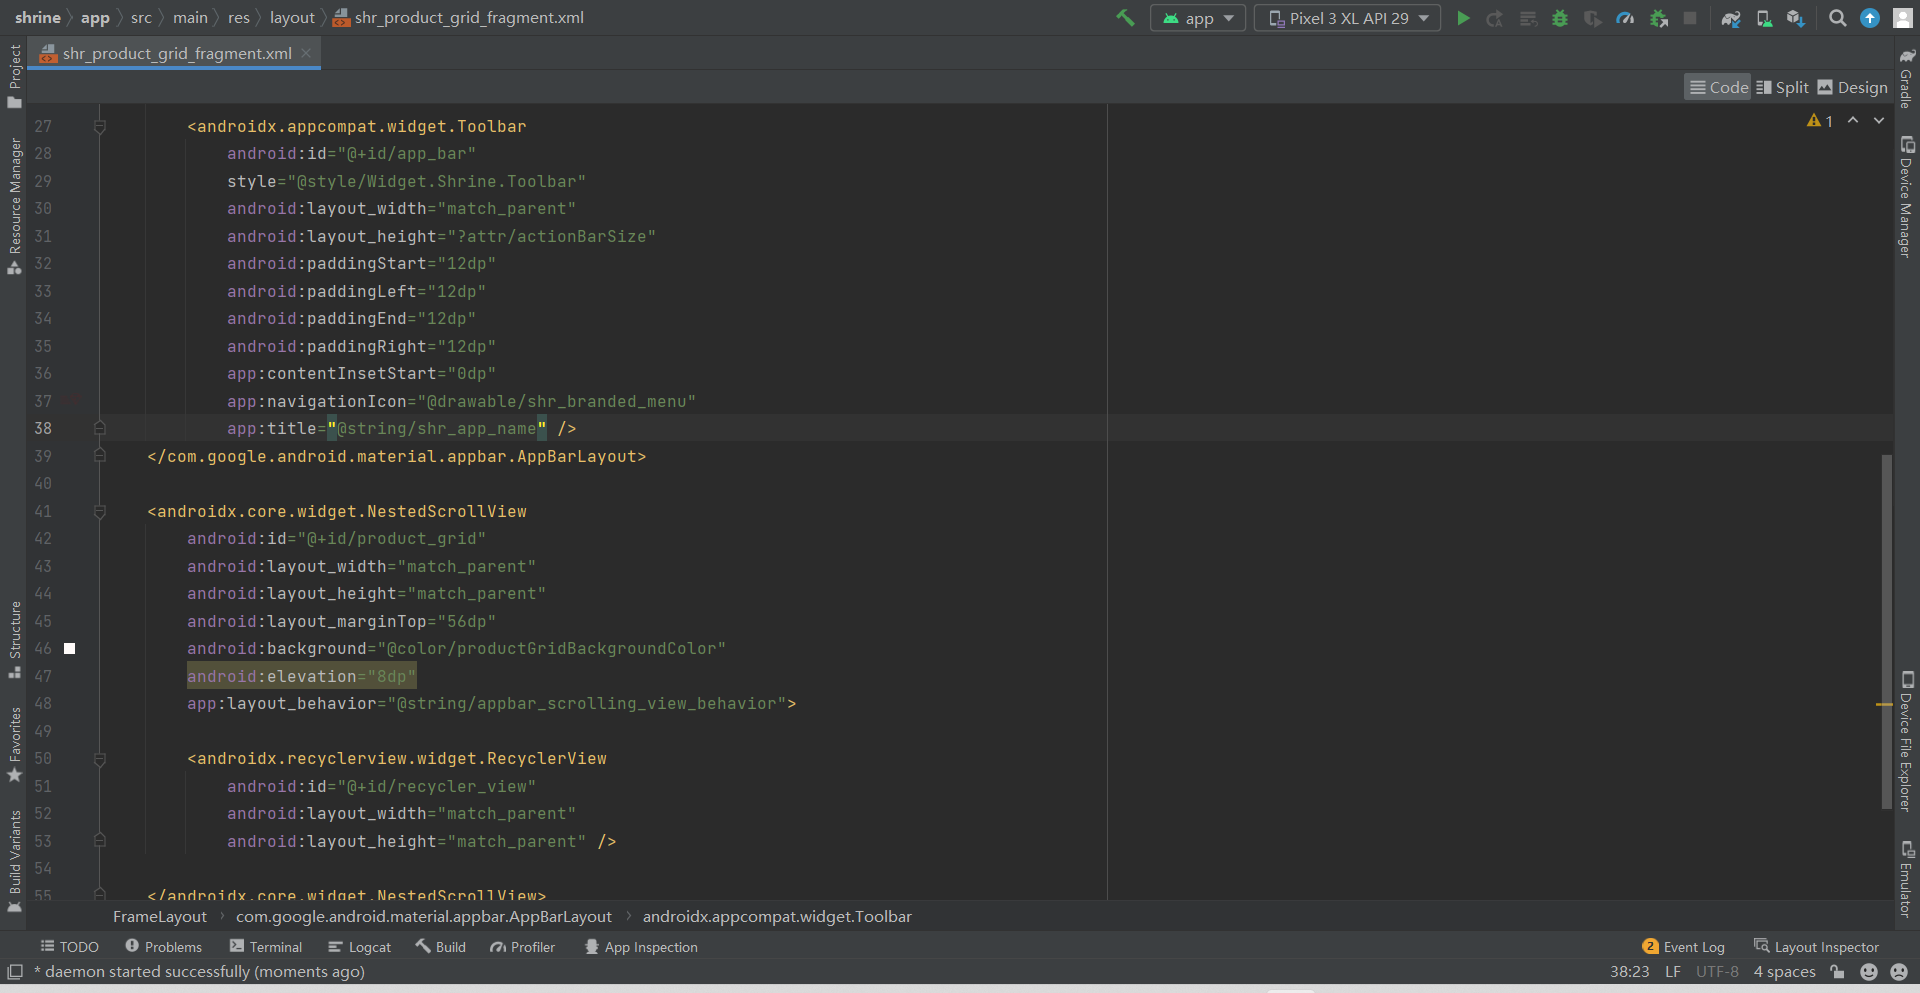 shrine app src main res layout shr_product_grid_fragment.xml app Pixel 3 XL API 29
shr_product_grid_fragment.xml
Code Split Design
1
27 <androidx.appcompat.widget.Toolbar
28 android:id="@+id/app_bar"
29 style="@style/Widget.Shrine.Toolbar"
30 android:layout_width="match_parent"
31 android:layout_height="?attr/actionBarSize"
32 android:paddingStart="12dp"
33 android:paddingLeft="12dp"
34 android:paddingEnd="12dp"
35 android:paddingRight="12dp"
36 app:contentInsetStart="0dp"
37 app:navigationIcon="@drawable/shr_branded_menu"
38 app:title="@string/shr_app_name" />
39 </com.google.android.material.appbar.AppBarLayout>
40
41 <androidx.core.widget.NestedScrollView
42 android:id="@+id/product_grid"
43 android:layout_width="match_parent"
44 android:layout_height="match_parent"
45 android:layout_marginTop="56dp"
46 android:background="@color/productGridBackgroundColor"
47 android:elevation="8dp"
48 app:layout_behavior="@string/appbar_scrolling_view_behavior">
49
50 <androidx.recyclerview.widget.RecyclerView
51 android:id="@+id/recycler_view"
52 android:layout_width="match_parent"
53 android:layout_height="match_parent" />
54
55 </androidx.core.widget.NestedScrollView>
FrameLayout com.google.android.material.appbar.AppBarLayout androidx.appcompat.widget.Toolbar
TODO Problems Terminal Logcat Build Profiler App Inspection 2 Event Log Layout Inspector
* daemon started successfully (moments ago) 38:23 LF UTF-8 4 spaces
Project
Resource Manager
Structure
Favorites
Build Variants
Gradle
Device Manager
Device File Explorer
Emulator